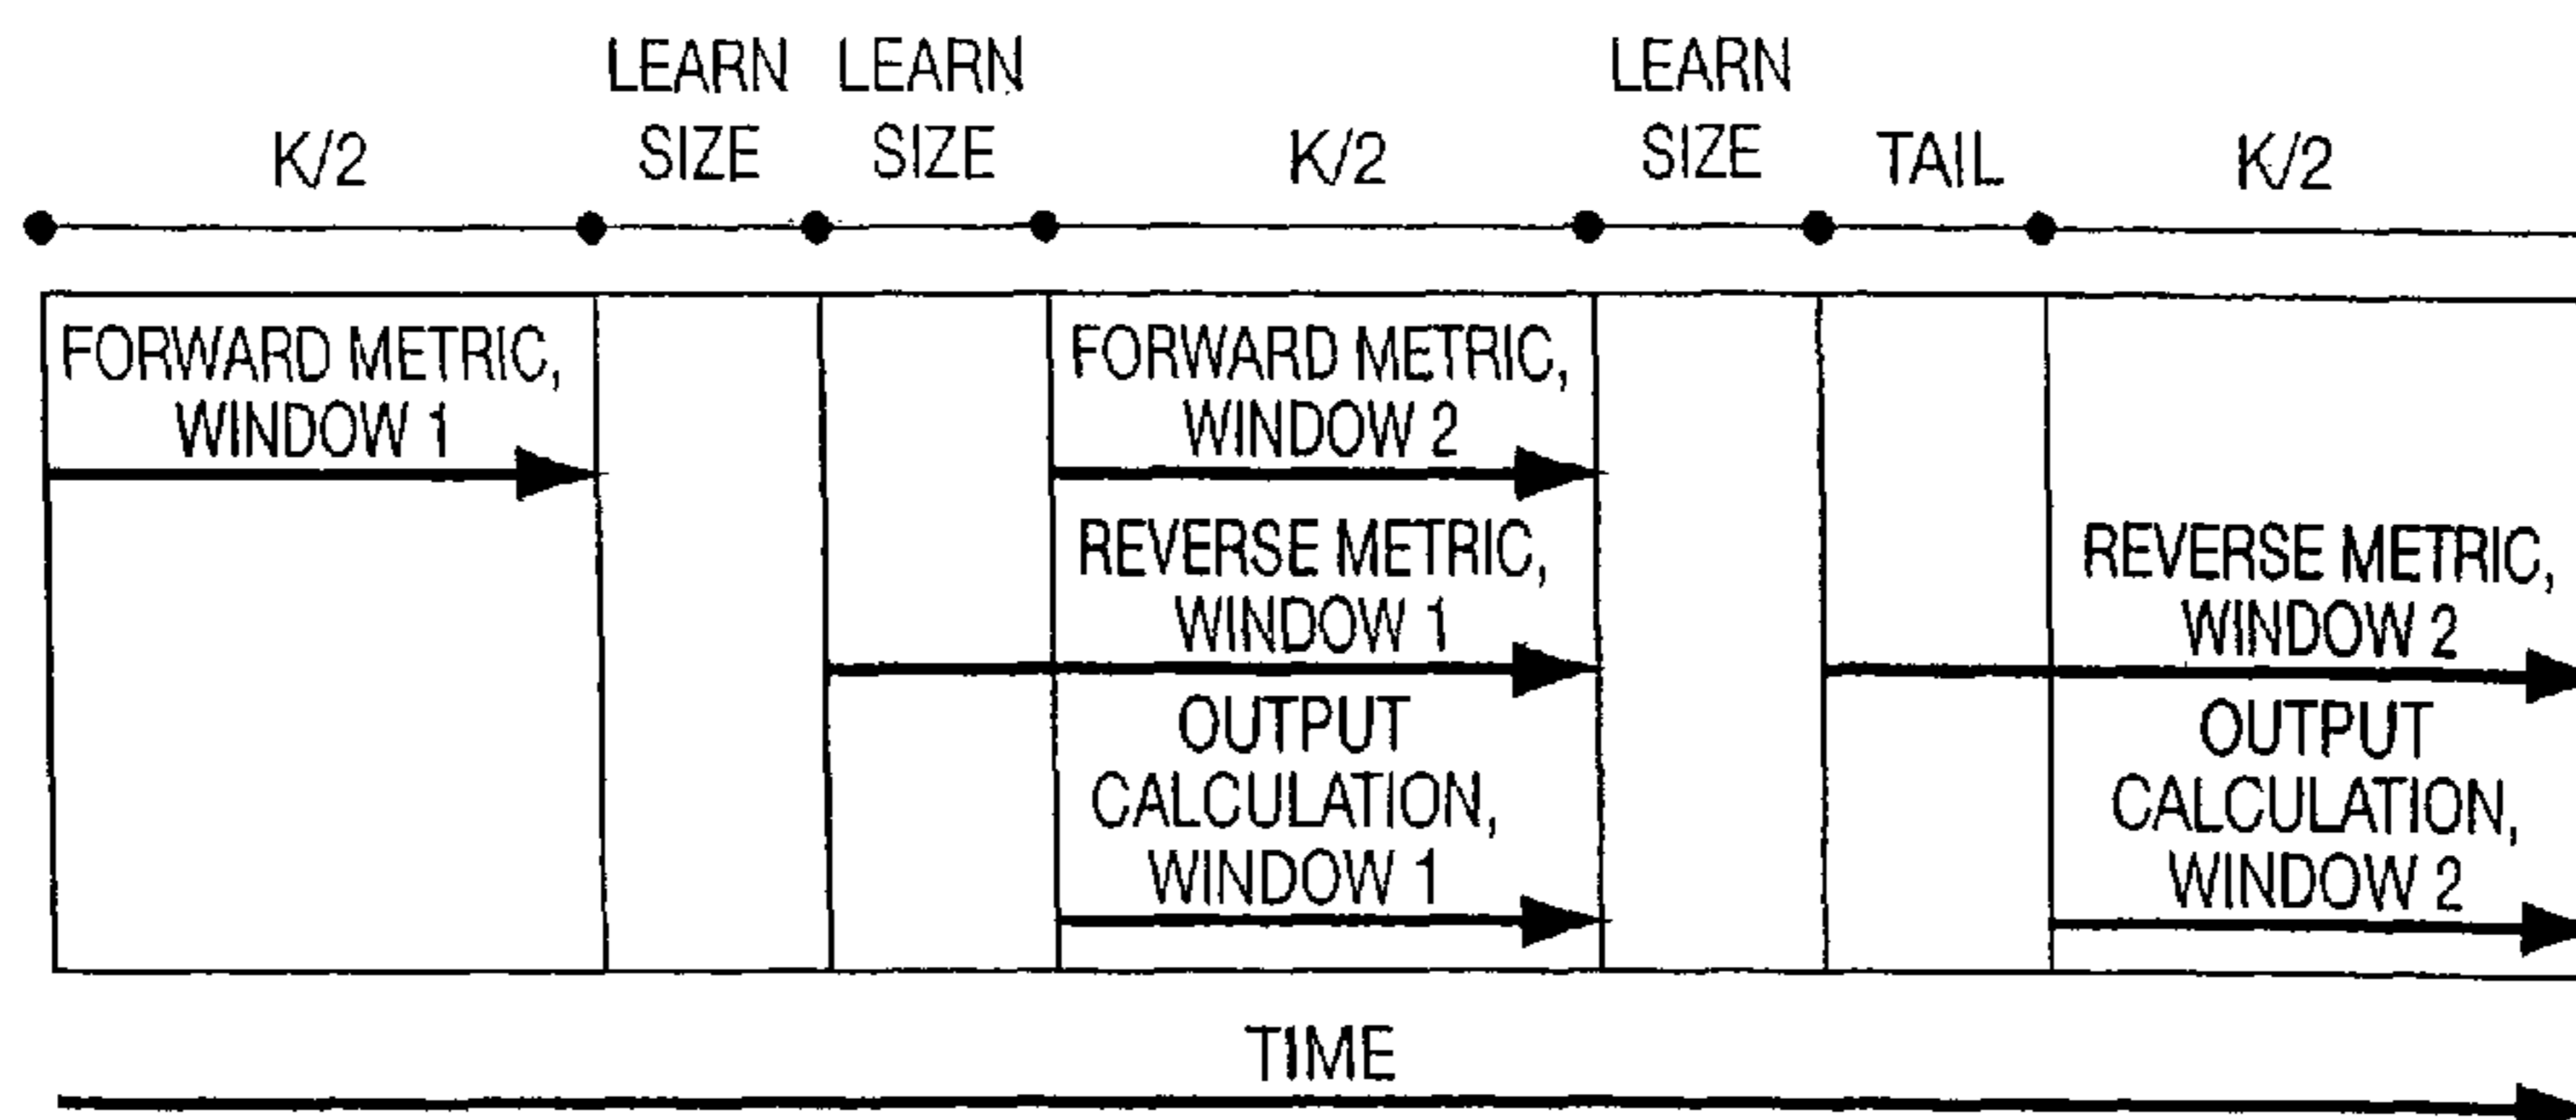 K/2
LEARN
SIZE
LEARN
SIZE
K/2
LEARN
SIZE
TAIL
K/2
FORWARD METRIC,
WINDOW 1
FORWARD METRIC,
WINDOW 2
REVERSE METRIC,
WINDOW 1
OUTPUT
CALCULATION,
WINDOW 1
REVERSE METRIC,
WINDOW 2
OUTPUT
CALCULATION,
WINDOW 2
TIME